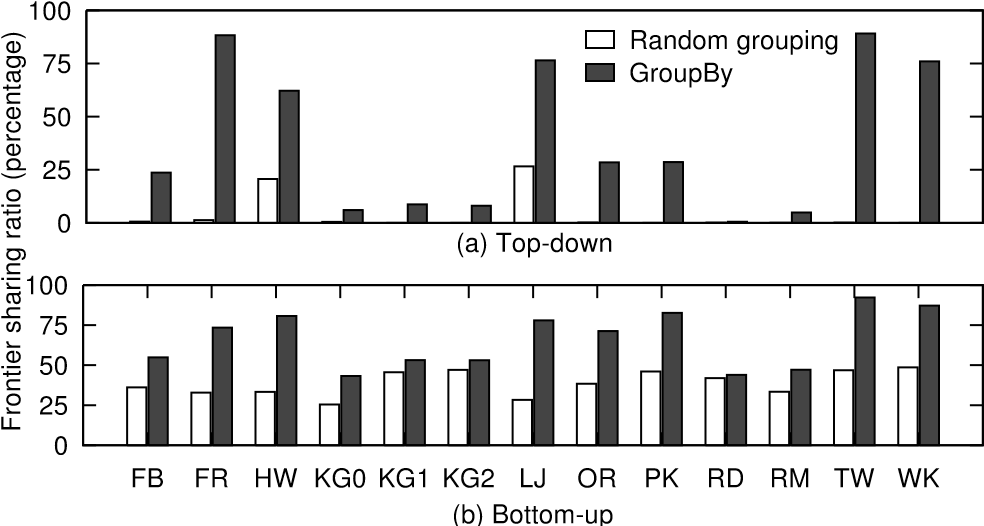 Frontier sharing ratio (percentage)
100
75
50
25
0
Random grouping
GroupBy
(a) Top-down
100
75
50
25
0
FB FR HW KG0 KG1 KG2 LJ OR PK RD RM TW WK
(b) Bottom-up